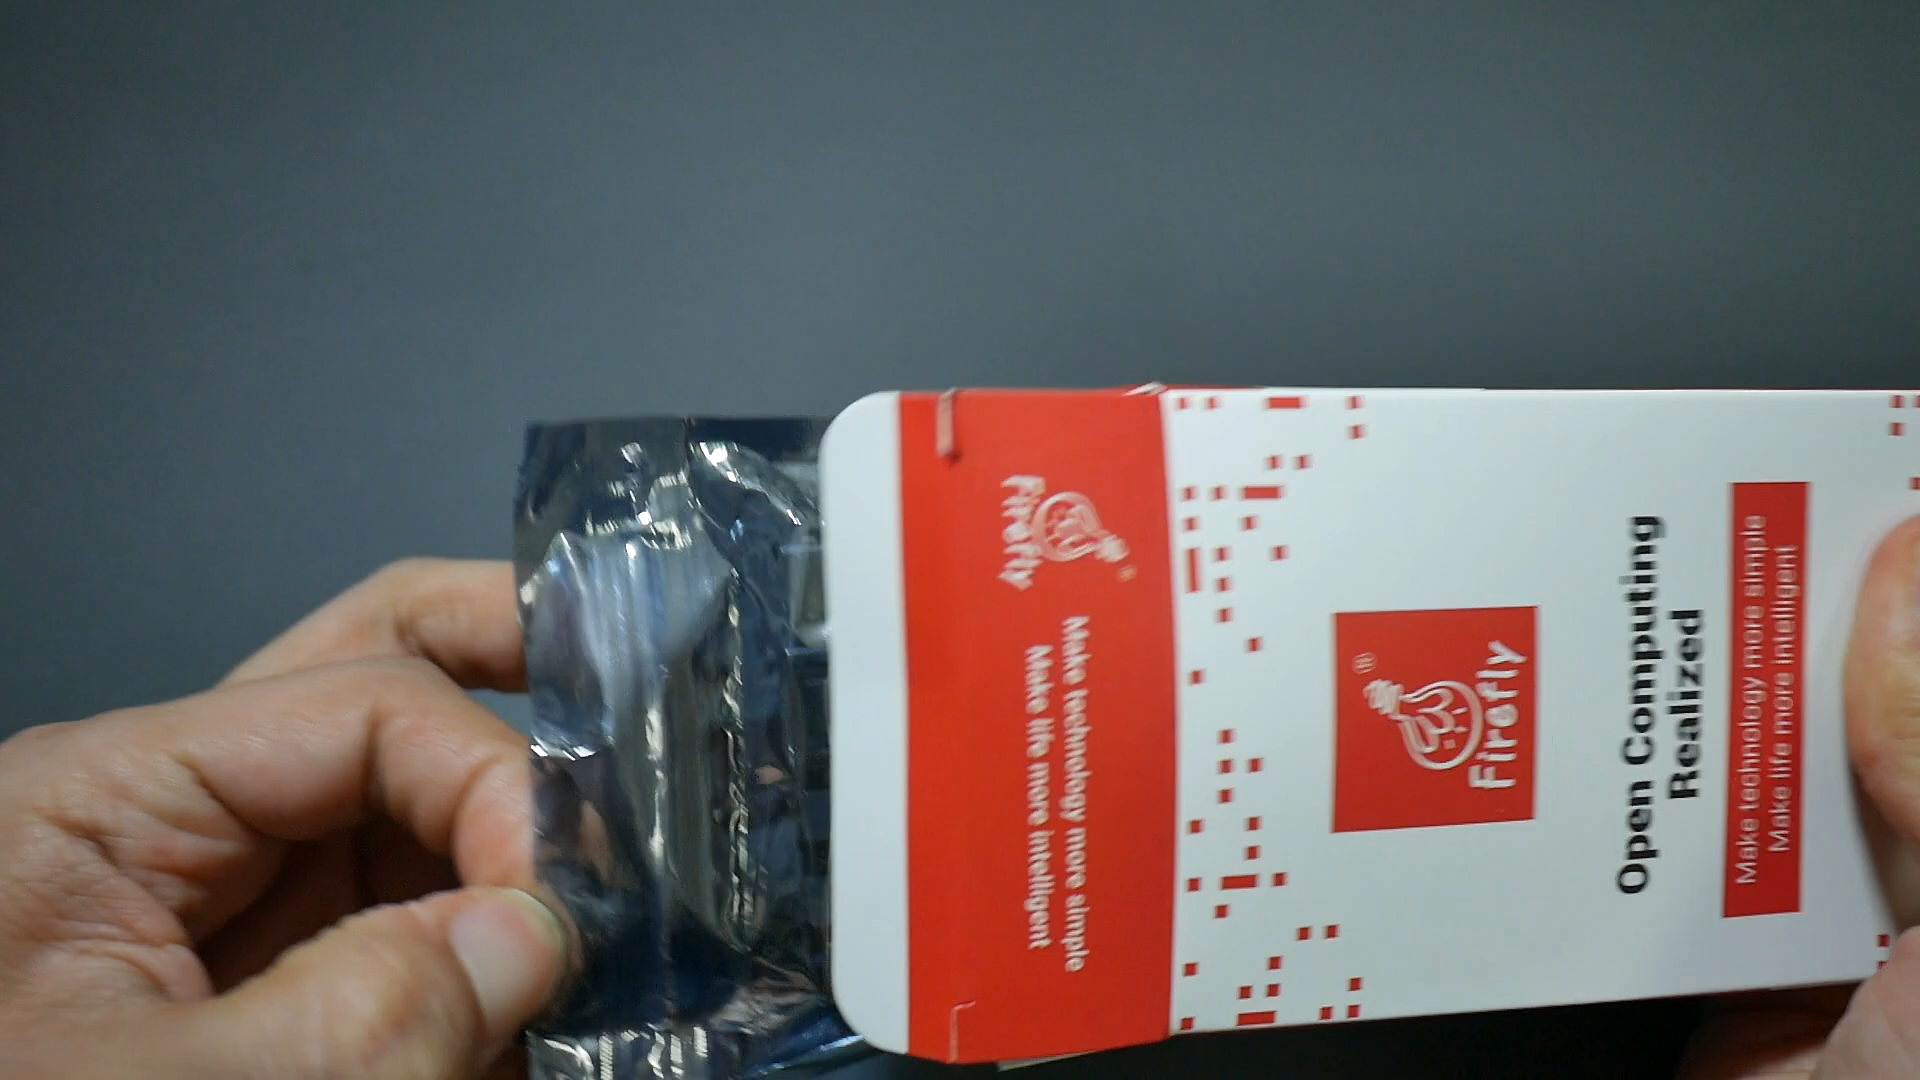 Firefly
®
Make technology more simple
Make life more intelligent
®
Firefly
Open Computing
Realized
Make technology more simple
Make life more intelligent